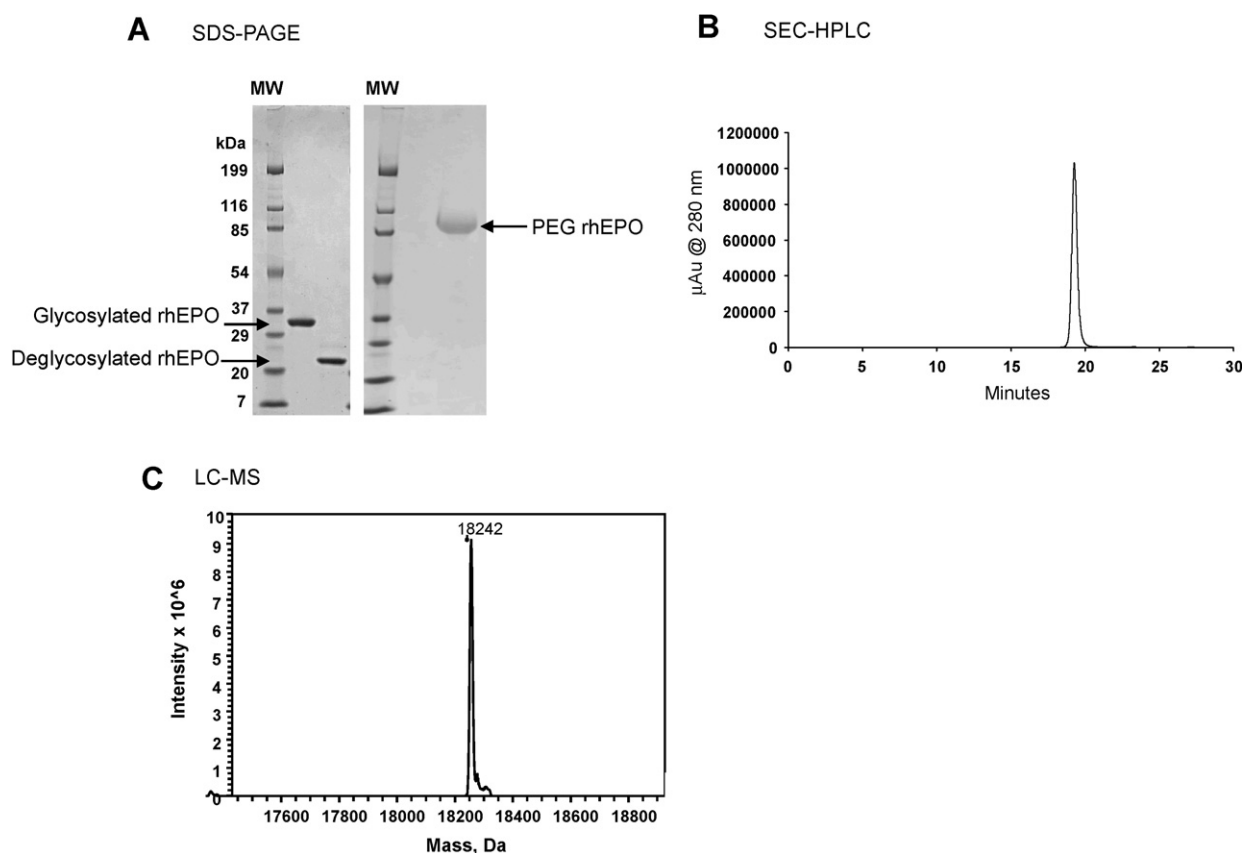 A SDS-PAGE
MW MW
kDa
199
116
85
54
37
29
20
7
Glycosylated rhEPO
Deglycosylated rhEPO
PEG rhEPO
B SEC-HPLC
µAu @ 280 nm
1200000
1000000
800000
600000
400000
200000
0
0 5 10 15 20 25 30
Minutes
C LC-MS
18242
Intensity x 10^6
10
9
8
7
6
5
4
3
2
1
0
17600 17800 18000 18200 18400 18600 18800
Mass, Da